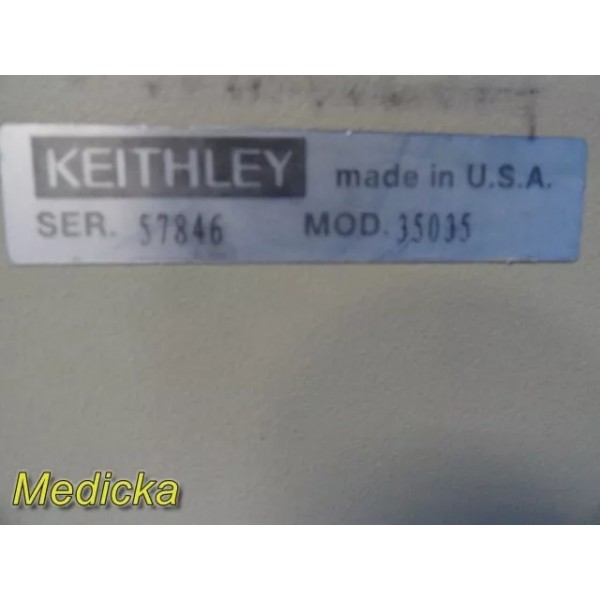 KEITHLEY made in U.S.A.
SER. 57846 MOD. 35035
Medicka